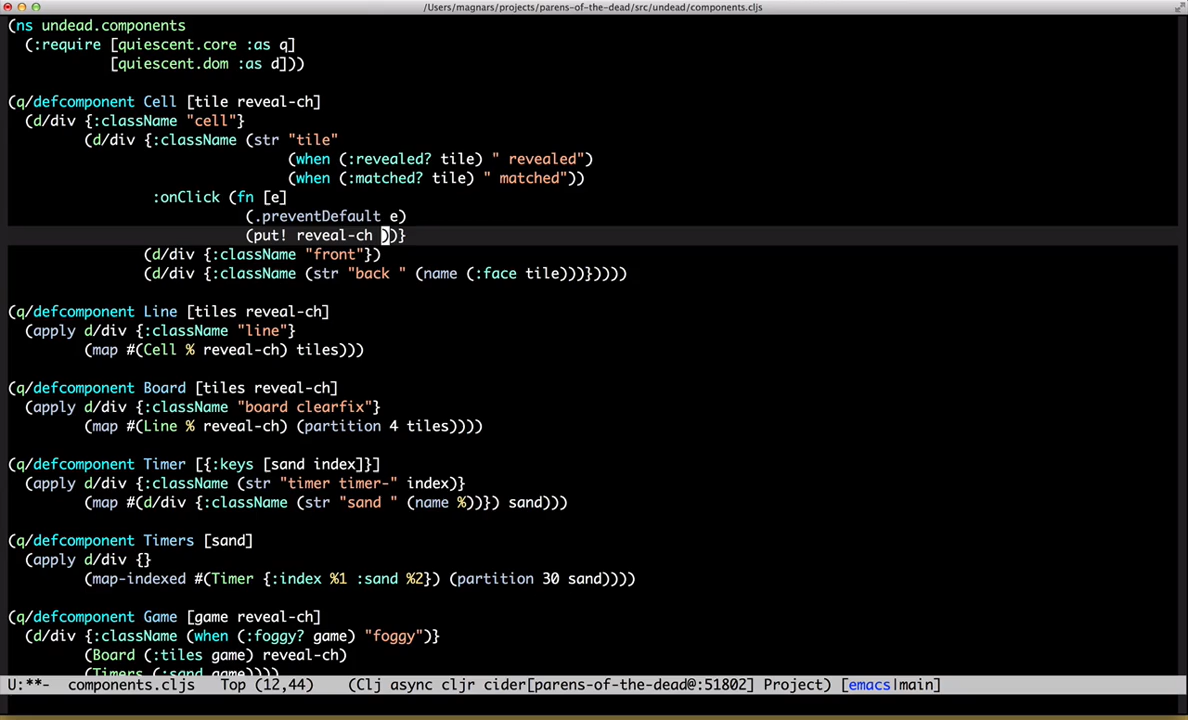 /Users/magnars/projects/parens-of-the-dead/src/undead/components.cljs
(ns undead.components
  (:require [quiescent.core :as q]
            [quiescent.dom :as d]))
(q/defcomponent Cell [tile reveal-ch]
  (d/div {:className "cell"}
         (d/div {:className (str "tile"
                                 (when (:revealed? tile) " revealed")
                                 (when (:matched? tile) " matched"))
                 :onClick (fn [e]
                            (.preventDefault e)
                            (put! reveal-ch ))}
                (d/div {:className "front"})
                (d/div {:className (str "back " (name (:face tile)))}))))
(q/defcomponent Line [tiles reveal-ch]
  (apply d/div {:className "line"}
         (map #(Cell % reveal-ch) tiles)))
(q/defcomponent Board [tiles reveal-ch]
  (apply d/div {:className "board clearfix"}
         (map #(Line % reveal-ch) (partition 4 tiles))))
(q/defcomponent Timer [{:keys [sand index]}]
  (apply d/div {:className (str "timer timer-" index)}
         (map #(d/div {:className (str "sand " (name %))}) sand)))
(q/defcomponent Timers [sand]
  (apply d/div {}
         (map-indexed #(Timer {:index %1 :sand %2}) (partition 30 sand))))
(q/defcomponent Game [game reveal-ch]
  (d/div {:className (when (:foggy? game) "foggy")}
         (Board (:tiles game) reveal-ch)
         (Timers (:sand game))))
U:**-  components.cljs   Top (12,44)    (Clj async cljr cider[parens-of-the-dead@:51802] Project) [emacs|main]